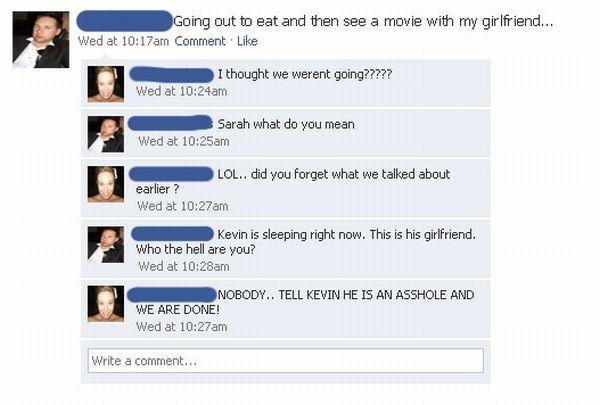 Going out to eat and then see a movie with my girlfriend...
Wed at 10:17am Comment · Like
I thought we werent going?????
Wed at 10:24am
Sarah what do you mean
Wed at 10:25am
LOL.. did you forget what we talked about
earlier ?
Wed at 10:27am
Kevin is sleeping right now. This is his girlfriend.
Who the hell are you?
Wed at 10:28am
NOBODY.. TELL KEVIN HE IS AN ASSHOLE AND
WE ARE DONE!
Wed at 10:27am
Write a comment...